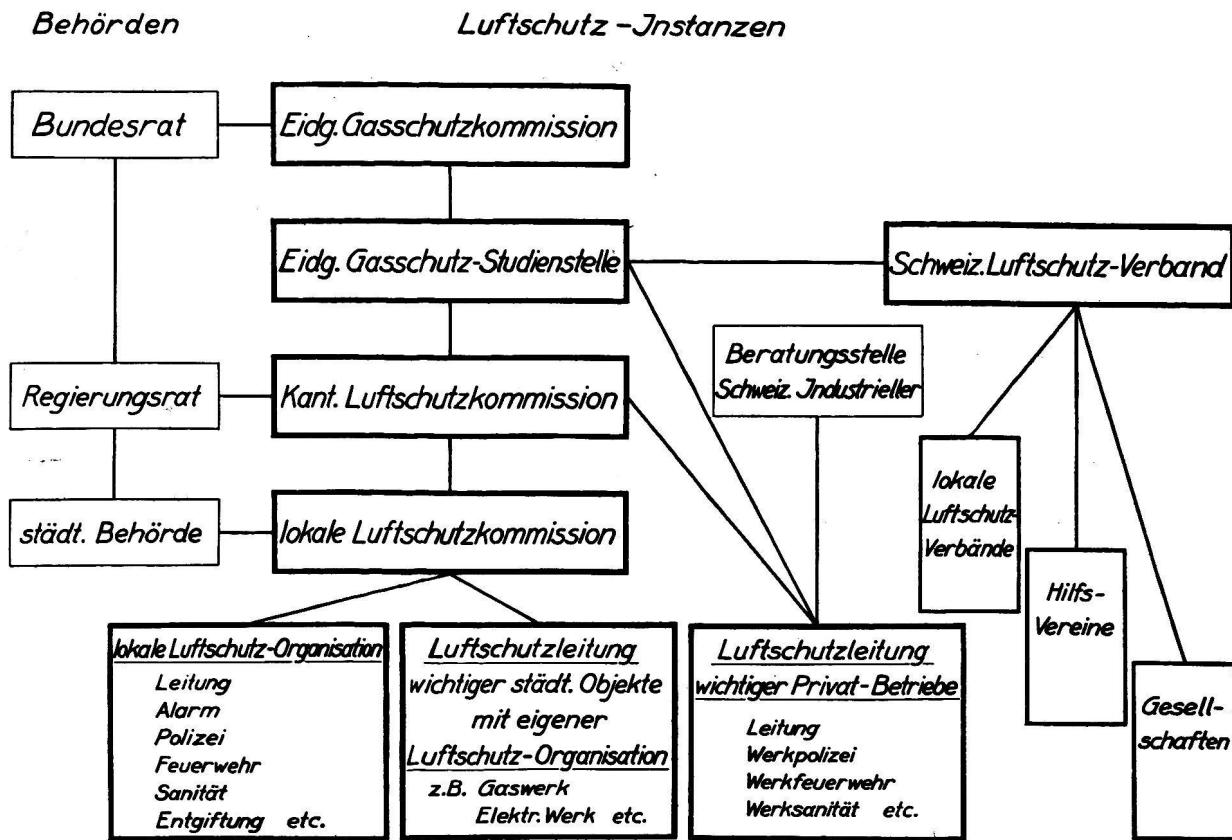 Behörden
Luftschutz-Instanzen
Bundesrat
Eidg. Gasschutzkommission
Eidg. Gasschutz-Studienstelle
Schweiz. Luftschutz-Verband
Beratungsstelle
Schweiz. Industrieller
Regierungsrat
Kant. Luftschutzkommission
städt. Behörde
lokale Luftschutzkommission
lokale
Luftschutz-
Verbände
Hilfs-
Vereine
Gesell-
schaften
lokale Luftschutz-Organisation
Leitung
Alarm
Polizei
Feuerwehr
Sanität
Entgiftung etc.
Luftschutzleitung
wichtiger städt. Objekte
mit eigener
Luftschutz-Organisation
z.B. Gaswerk
Elektr. Werk etc.
Luftschutzleitung
wichtiger Privat-Betriebe
Leitung
Werkpolizei
Werkfeuerwehr
Werksanität etc.